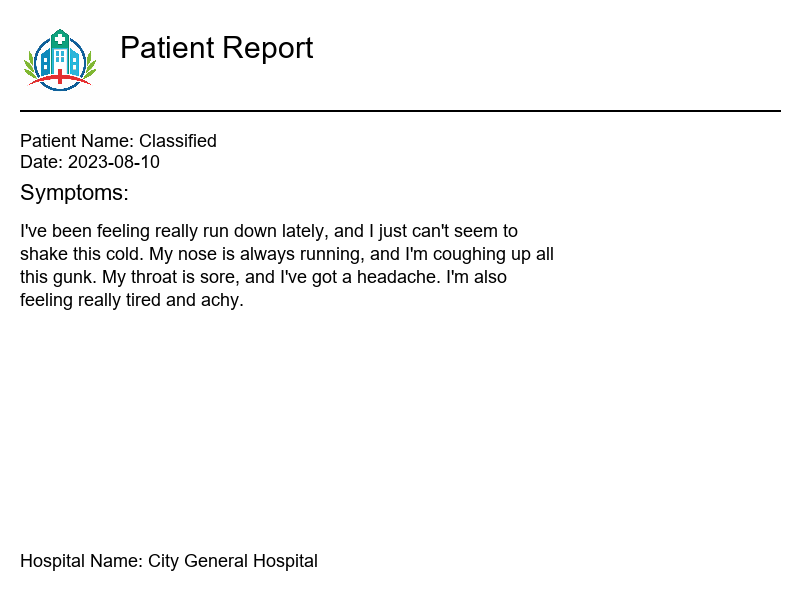 Patient Report
Patient Name: Classified
Date: 2023-08-10
Symptoms:
I've been feeling really run down lately, and I just can't seem to
shake this cold. My nose is always running, and I'm coughing up all
this gunk. My throat is sore, and I've got a headache. I'm also
feeling really tired and achy.
Hospital Name: City General Hospital